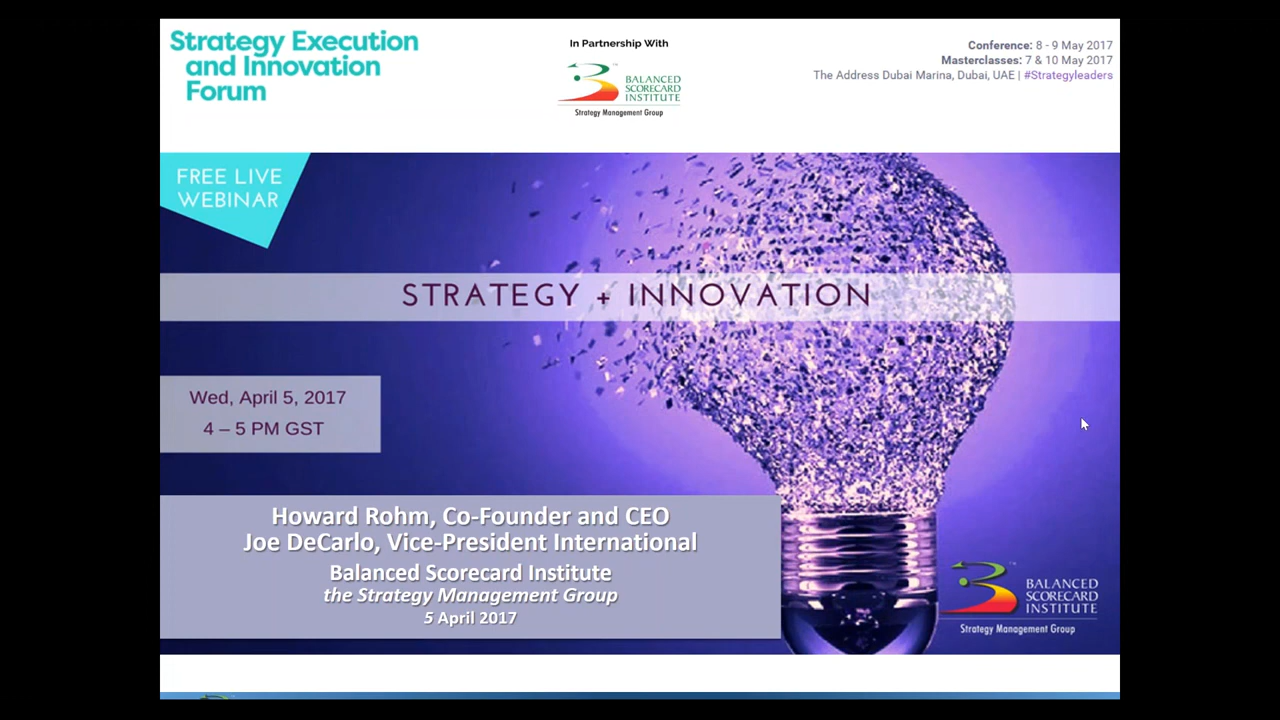 Strategy Execution
and Innovation
Forum
In Partnership With
BALANCED
SCORECARD
INSTITUTE
Strategy Management Group
Conference: 8 - 9 May 2017
Masterclasses: 7 & 10 May 2017
The Address Dubai Marina, Dubai, UAE | #Strategyleaders
FREE LIVE
WEBINAR
STRATEGY + INNOVATION
Wed, April 5, 2017
4 – 5 PM GST
Howard Rohm, Co-Founder and CEO
Joe DeCarlo, Vice-President International
Balanced Scorecard Institute
the Strategy Management Group
5 April 2017
BALANCED
SCORECARD
INSTITUTE
Strategy Management Group